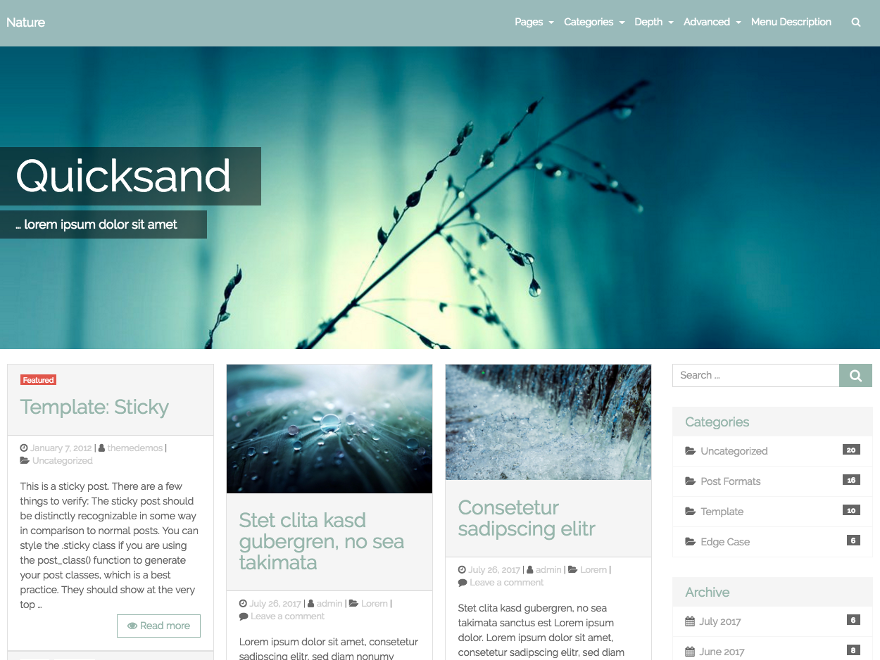 Nature
Pages
Categories
Depth
Advanced
Menu Description
Quicksand
... lorem ipsum dolor sit amet
Featured
Template: Sticky
January 7, 2012 | themedemos |
Uncategorized
This is a sticky post. There are a few
things to verify: The sticky post should
be distinctly recognizable in some way
in comparison to normal posts. You can
style the .sticky class if you are using
the post_class() function to generate
your post classes, which is a best
practice. They should show at the very
top ...
Read more
Stet clita kasd
gubergren, no sea
takimata
July 26, 2017 | admin | Lorem |
Leave a comment
Lorem ipsum dolor sit amet, consetetur
sadipscing elitr, sed diam nonumy
Consetetur
sadipscing elitr
July 26, 2017 | admin | Lorem |
Leave a comment
Stet clita kasd gubergren, no sea
takimata sanctus est Lorem ipsum
dolor. Lorem ipsum dolor sit amet,
consetetur sadipscing elitr, sed diam
Search ...
Categories
Uncategorized 20
Post Formats 16
Template 10
Edge Case 6
Archive
July 2017 6
June 2017 8